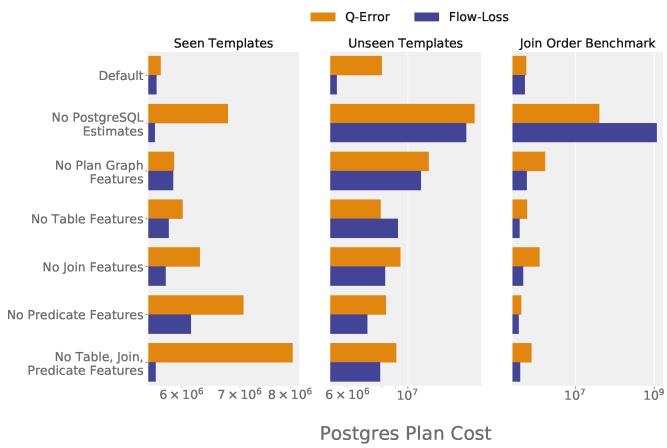 Q-Error Flow-Loss
Seen Templates Unseen Templates Join Order Benchmark
Default
No PostgreSQL
Estimates
No Plan Graph
Features
No Table Features
No Join Features
No Predicate Features
No Table, Join,
Predicate Features
6 × 10⁶ 7 × 10⁶ 8 × 10⁶ 6 × 10⁶ 10⁷ 10⁷ 10⁹
Postgres Plan Cost